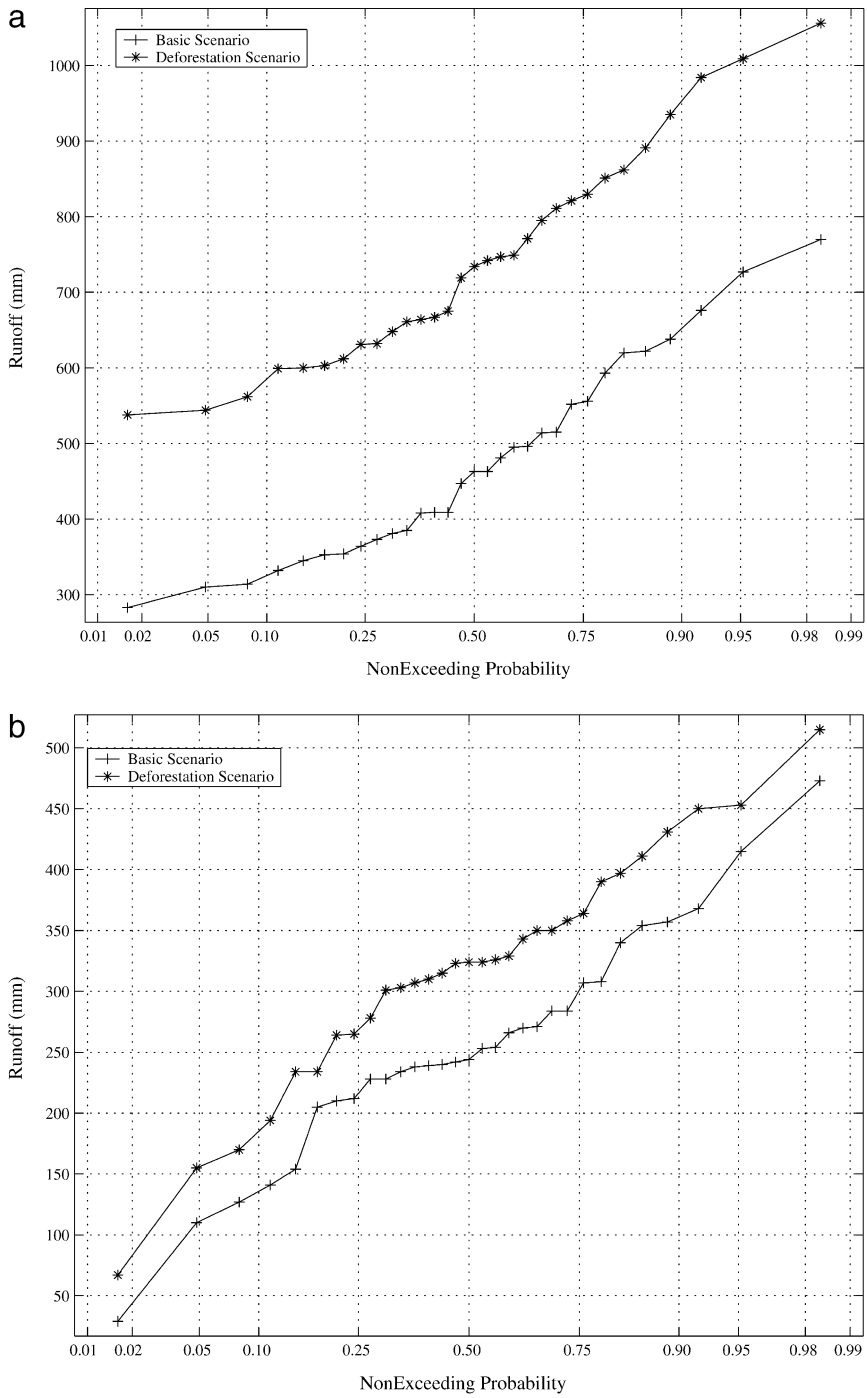 a
Basic Scenario
Deforestation Scenario
1000
900
800
700
600
500
400
300
Runoff (mm)
0.01 0.02 0.05 0.10 0.25 0.50 0.75 0.90 0.95 0.98 0.99
NonExceeding Probability
b
Basic Scenario
Deforestation Scenario
500
450
400
350
300
250
200
150
100
50
Runoff (mm)
0.01 0.02 0.05 0.10 0.25 0.50 0.75 0.90 0.95 0.98 0.99
NonExceeding Probability